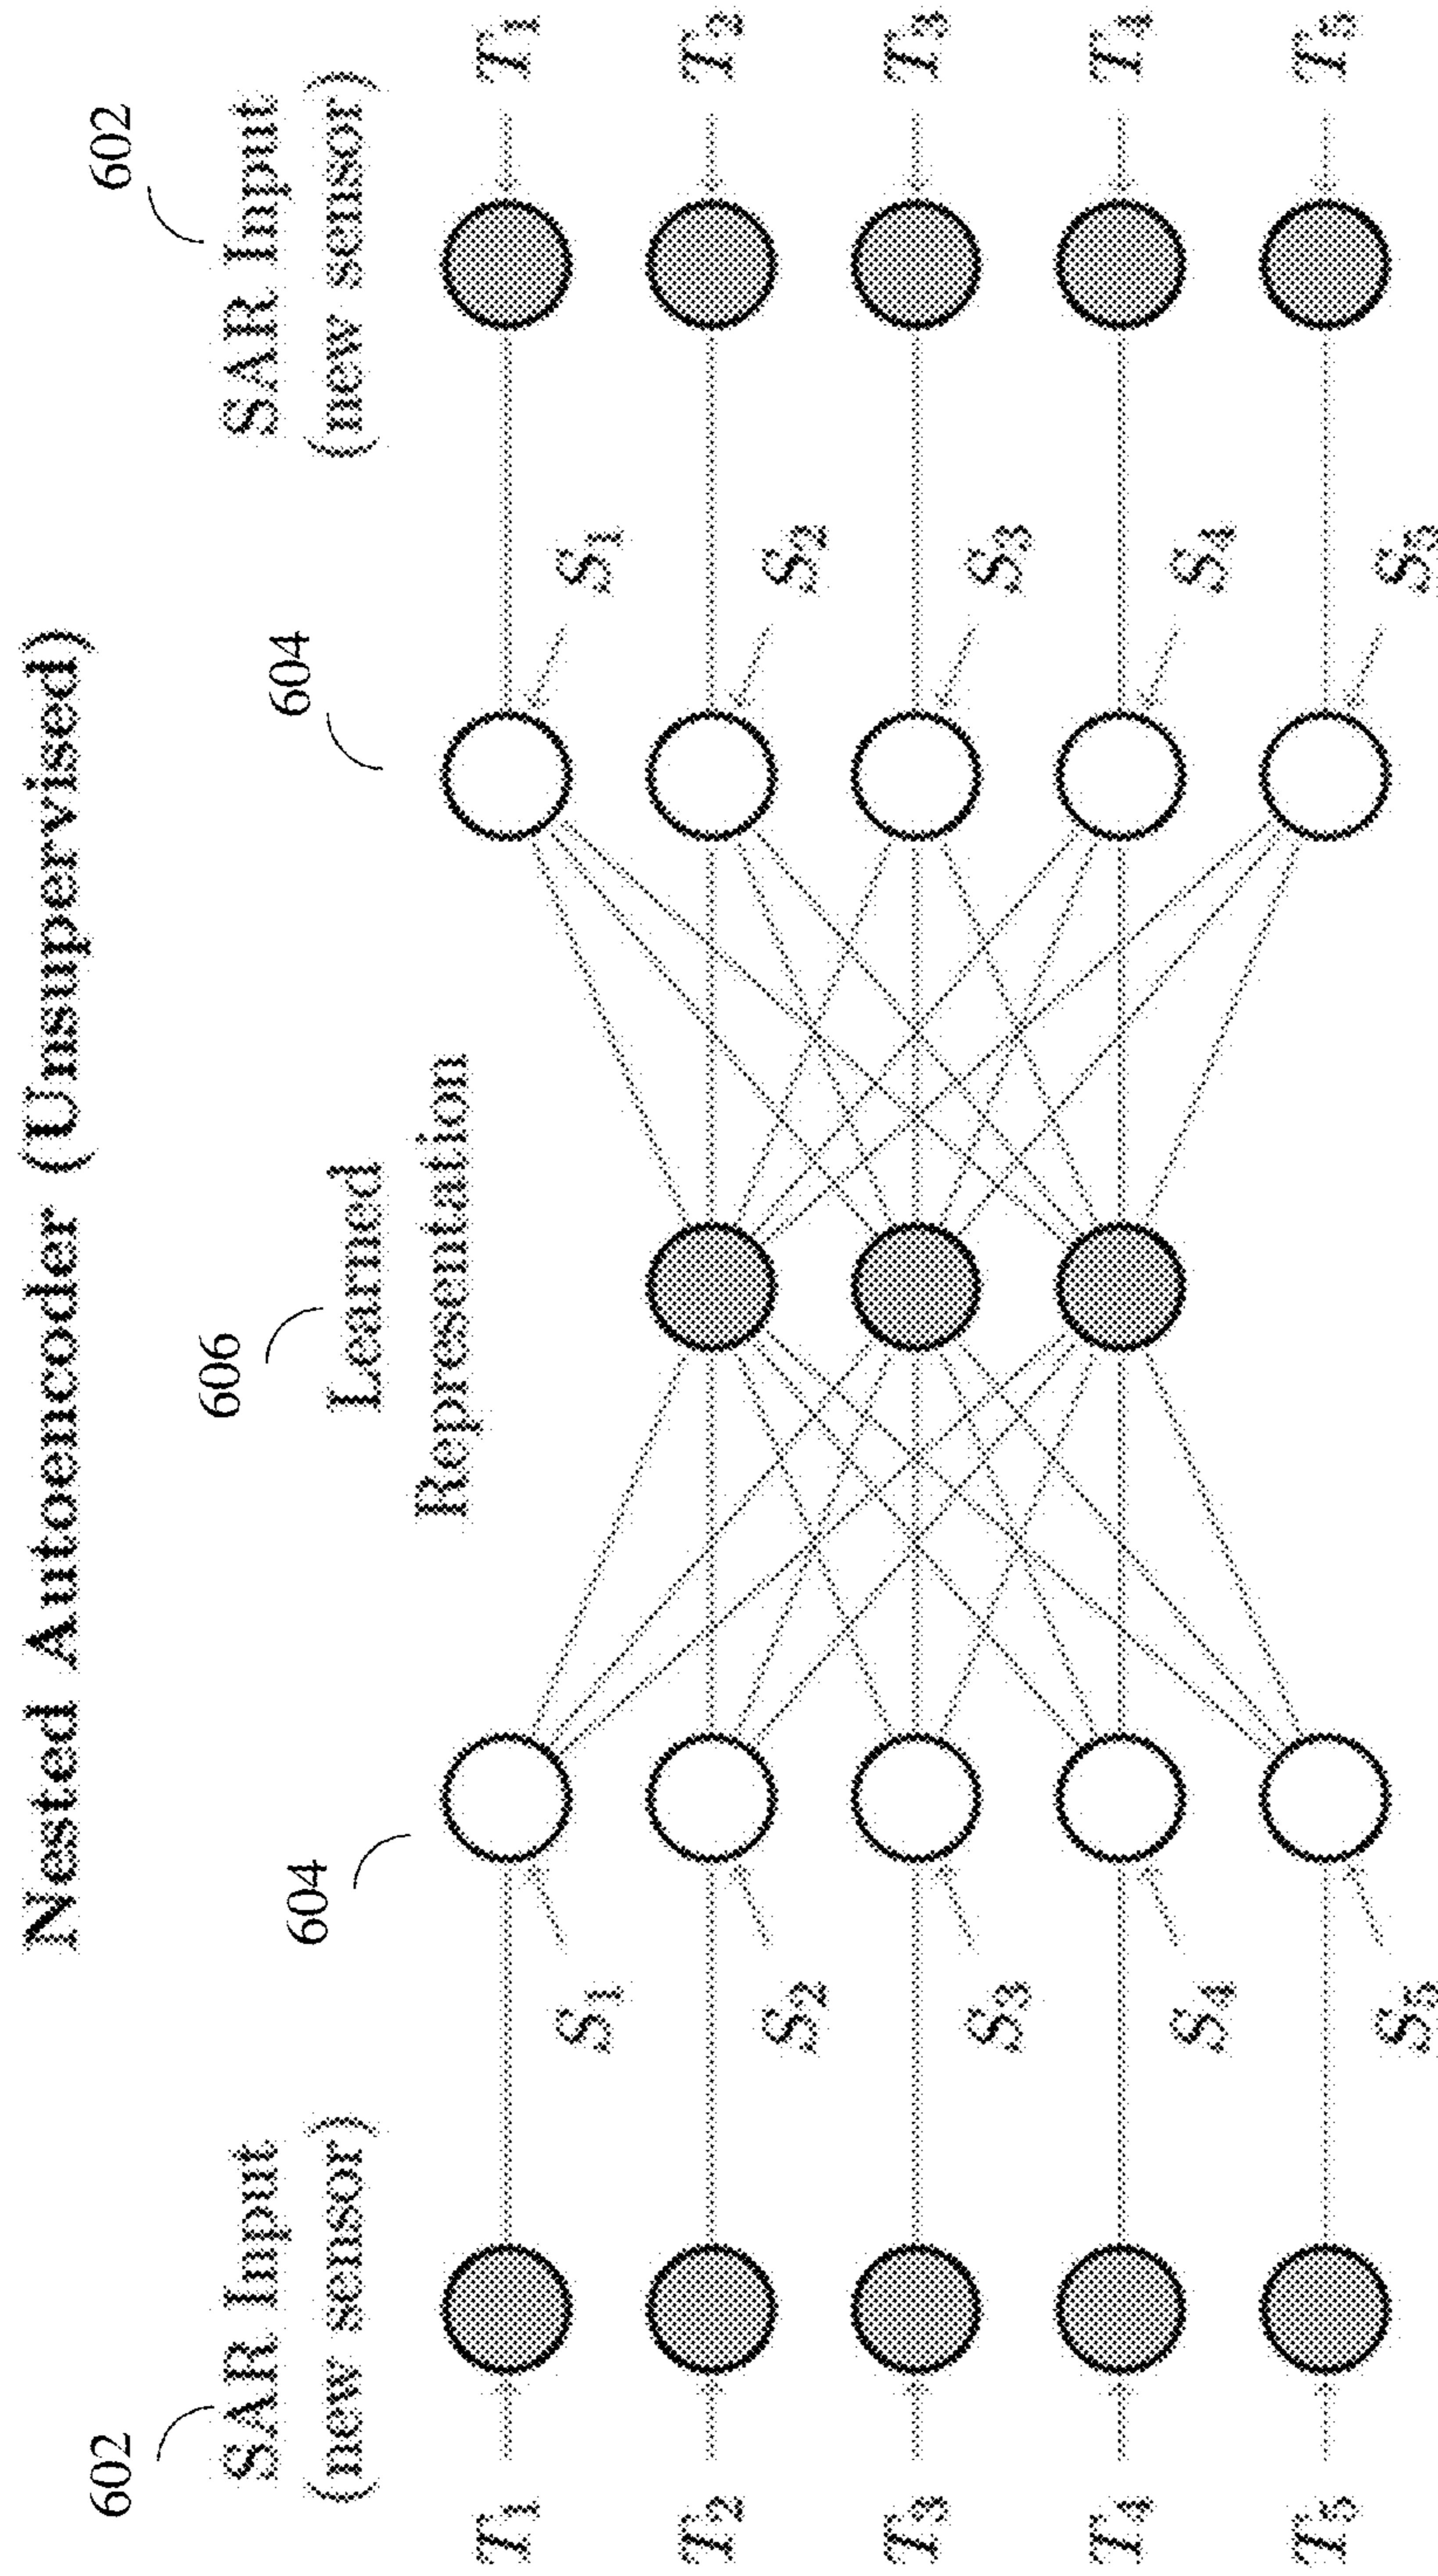 Nested Autoencoder (Unsupervised)
602
SAR Input
(new sensor)
604
606
Learned
Representation
604
602
SAR Input
(new sensor)
T1
S1
S1
T1
T2
S2
S2
T2
T3
S3
S3
T3
T4
S4
S4
T4
T5
S5
S5
T5